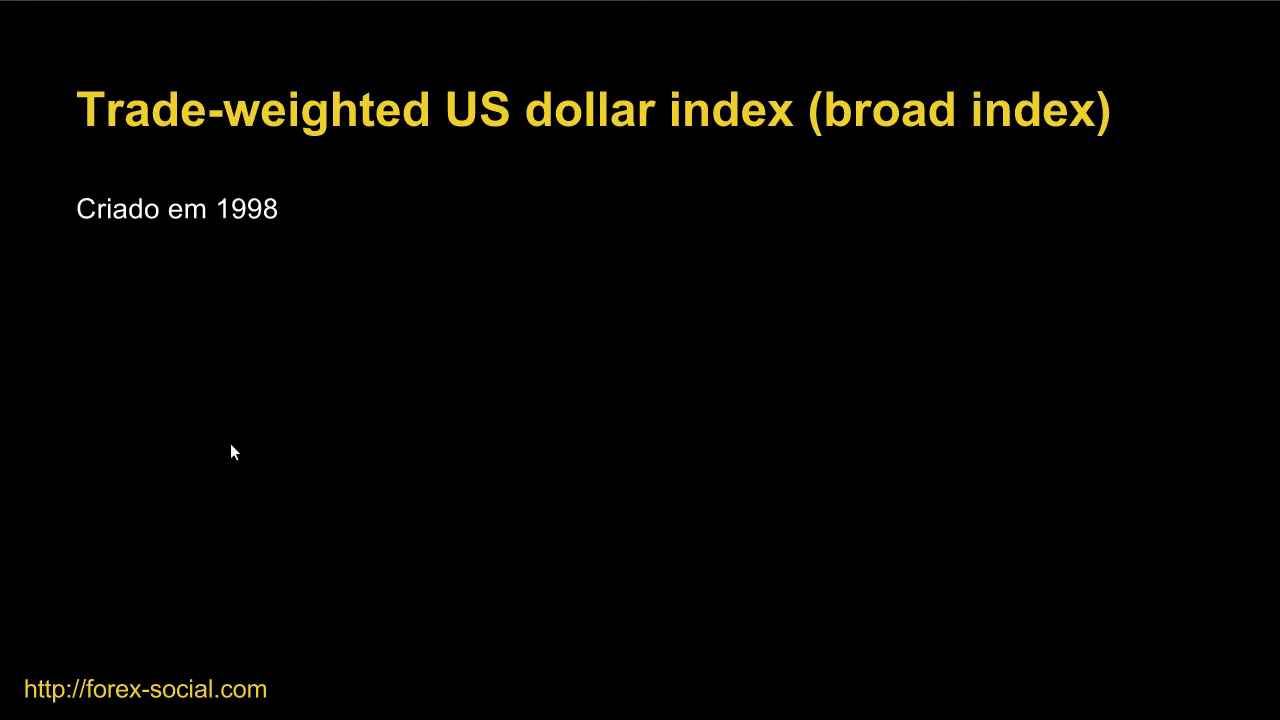 Trade-weighted US dollar index (broad index)
Criado em 1998
http://forex-social.com